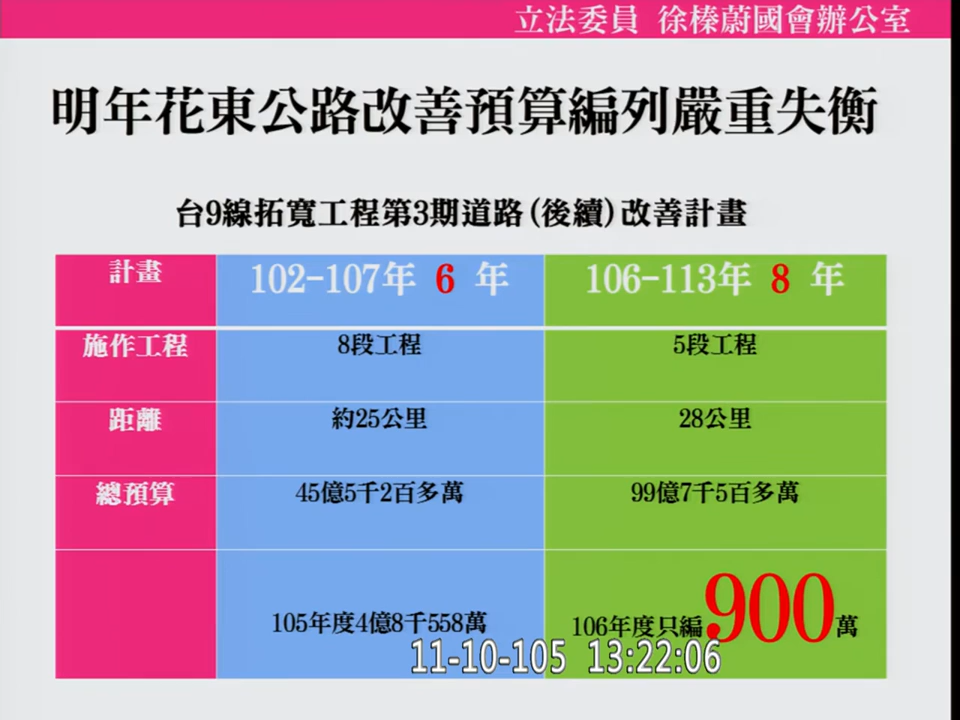 立法委員 徐榛蔚國會辦公室
明年花東公路改善預算編列嚴重失衡
台9線拓寬工程第3期道路(後續)改善計畫
計畫 102-107年 6 年 106-113年 8 年
施作工程 8段工程 5段工程
距離 約25公里 28公里
總預算 45億5千2百多萬 99億7千5百多萬
105年度4億8千558萬 106年度只編900萬
11-10-105 13:22:06